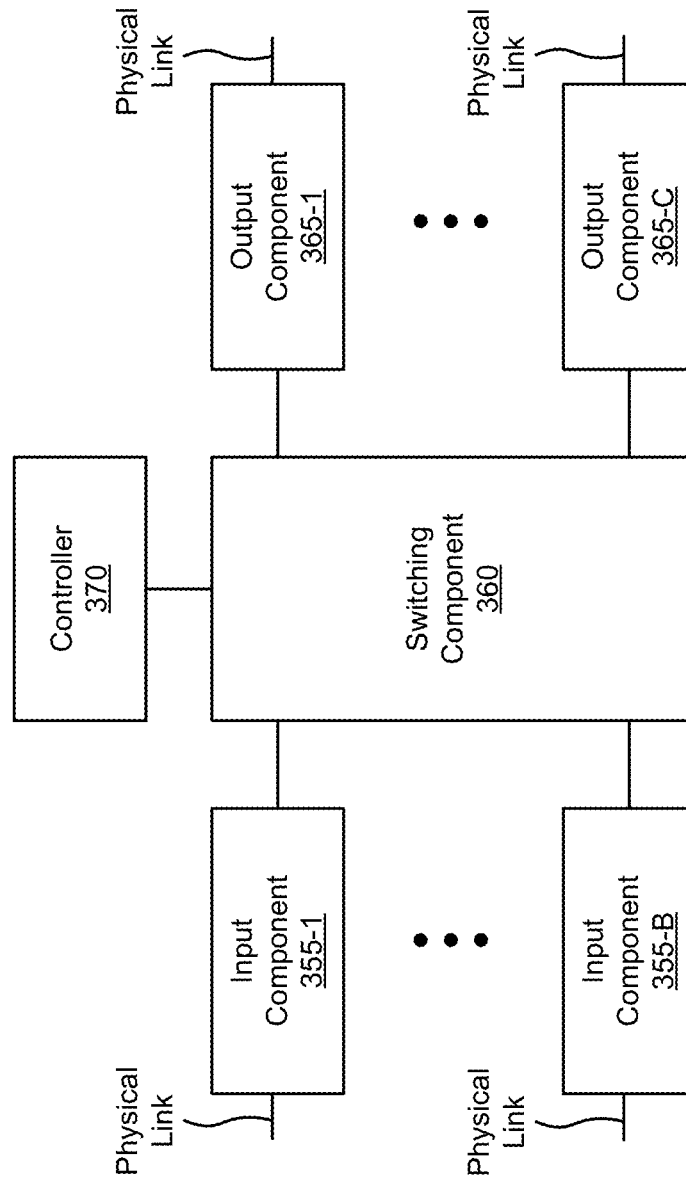 Controller
370
Physical
Link
Input
Component
355-1
Switching
Component
360
Output
Component
365-1
Physical
Link
Physical
Link
Input
Component
355-B
Output
Component
365-C
Physical
Link